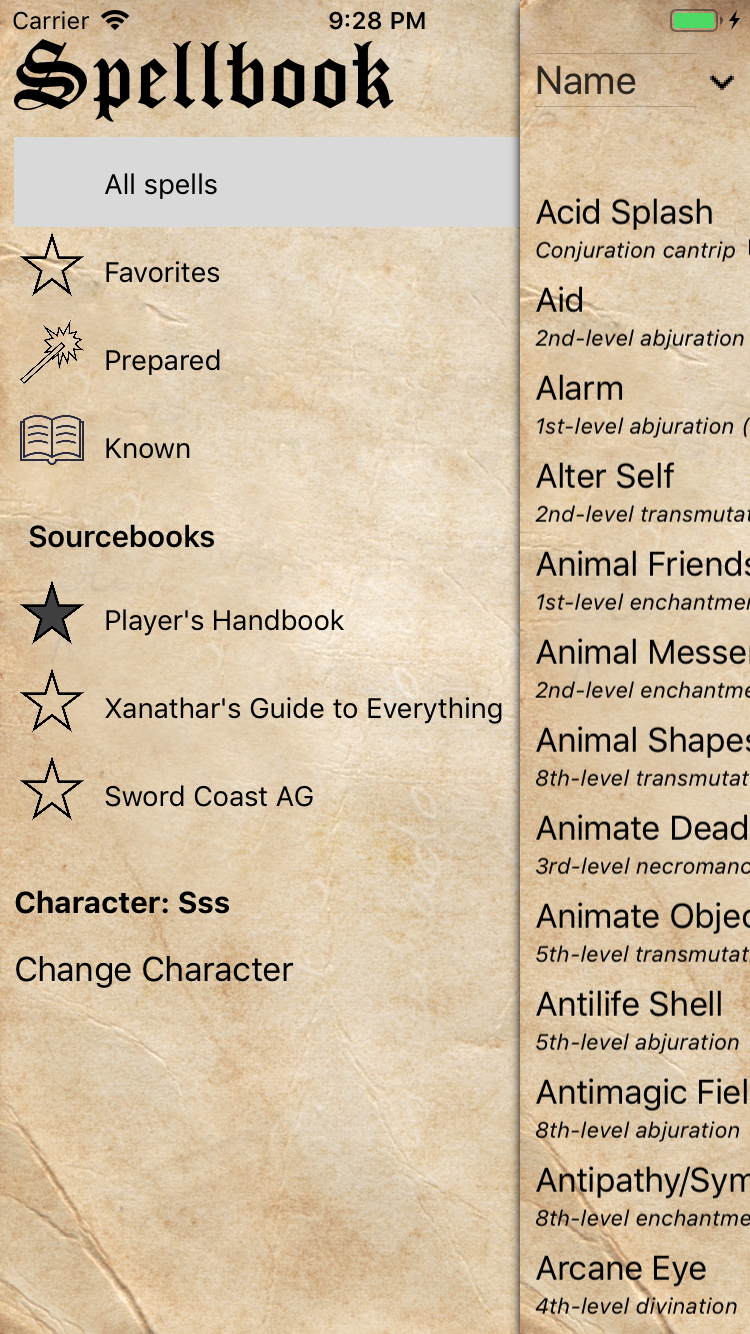 Carrier 9:28 PM
Spellbook
All spells
Favorites
Prepared
Known
Sourcebooks
Player's Handbook
Xanathar's Guide to Everything
Sword Coast AG
Character: Sss
Change Character
Name
Acid Splash
Conjuration cantrip
Aid
2nd-level abjuration
Alarm
1st-level abjuration (
Alter Self
2nd-level transmutat
Animal Friends
1st-level enchantmen
Animal Messen
2nd-level enchantme
Animal Shapes
8th-level transmutat
Animate Dead
3rd-level necromanc
Animate Objec
5th-level transmutat
Antilife Shell
5th-level abjuration
Antimagic Fiel
8th-level abjuration
Antipathy/Sym
8th-level enchantme
Arcane Eye
4th-level divination